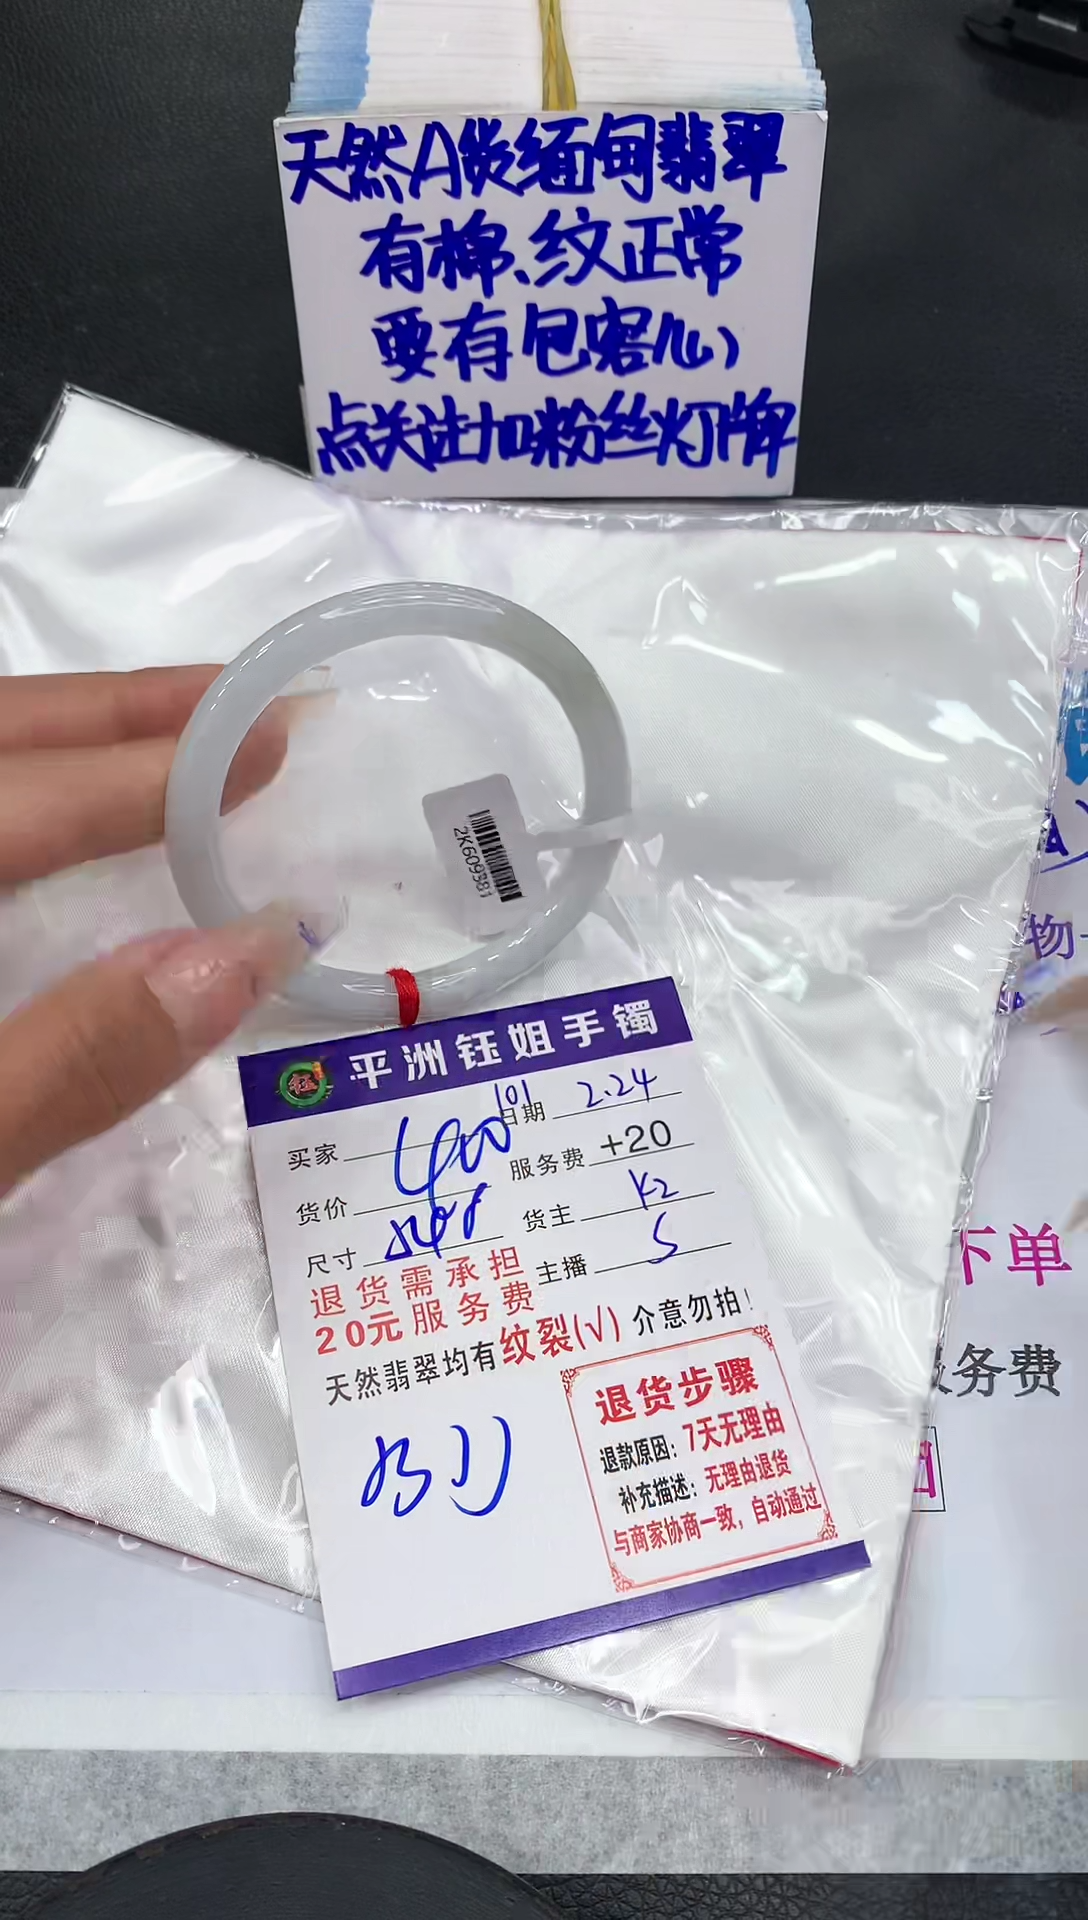 天然A货缅甸翡翠
有棉、纹正常
要有包容心
点关注加粉丝灯牌
2K609981
平洲钰姐手镯
买家 101 日期 2.24
货价 400 服务费 +20
尺寸 货主 K2
退货需承担 主播 S
20元服务费
天然翡翠均有纹裂(√)介意勿拍!
退货步骤
退款原因:7天无理由
补充描述:无理由退货
与商家协商一致,自动通过
物
下单
务费